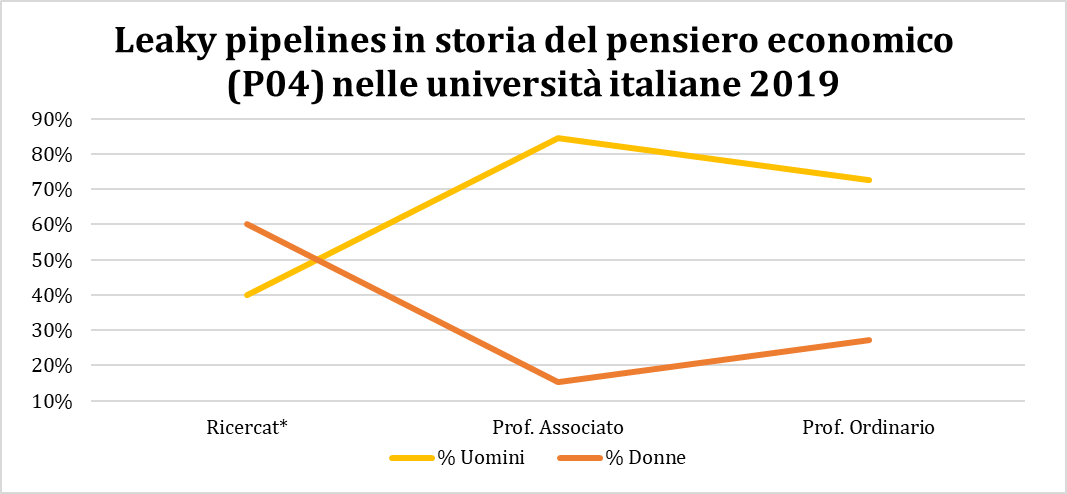 Leaky pipelines in storia del pensiero economico
(P04) nelle università italiane 2019
90%
80%
70%
60%
50%
40%
30%
20%
10%
Ricercat*
Prof. Associato
Prof. Ordinario
% Uomini
% Donne